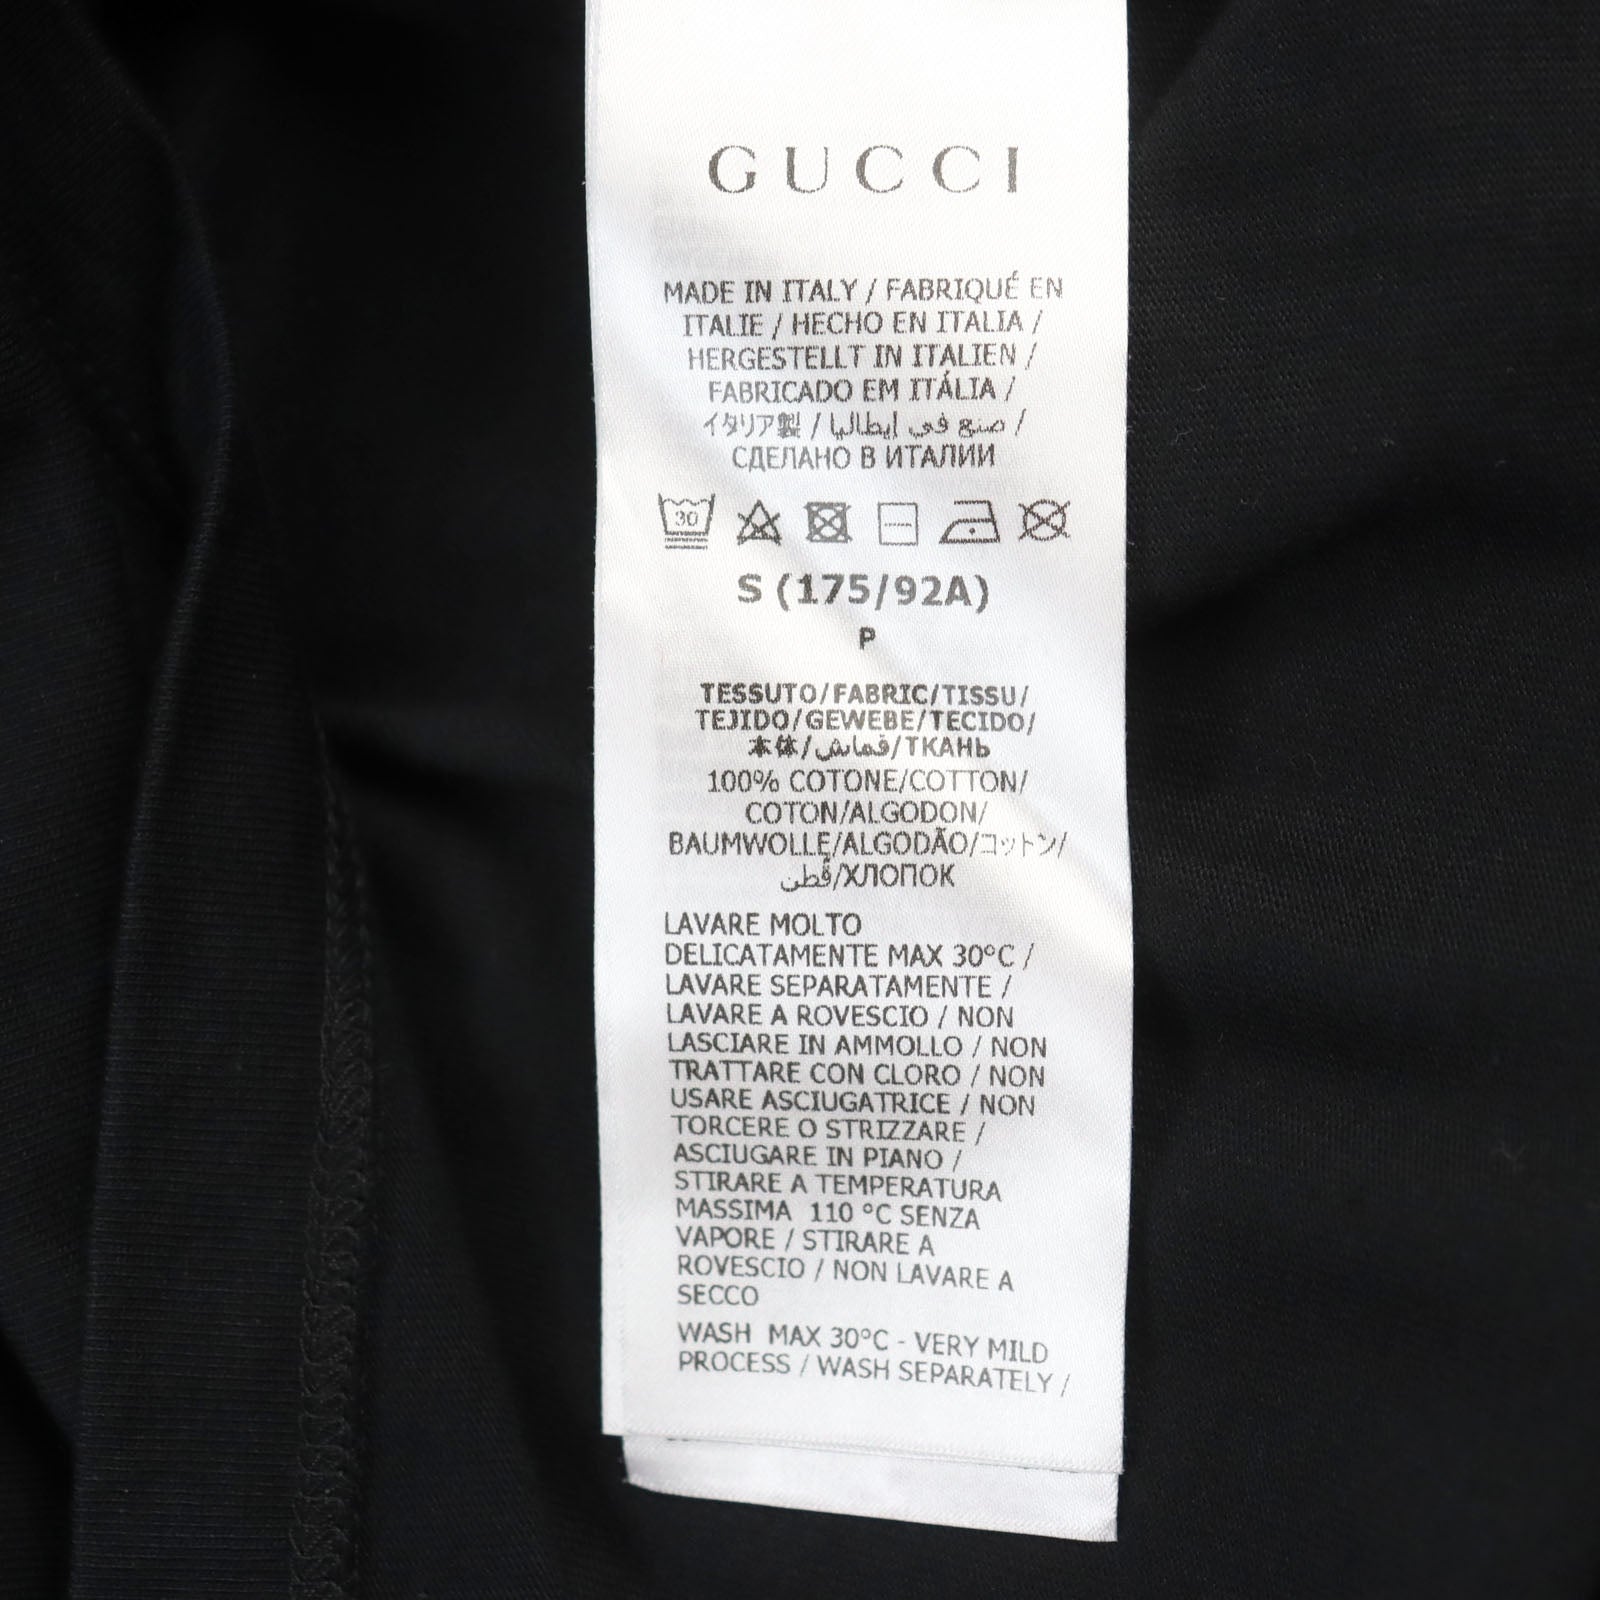 GUCCI
MADE IN ITALY / FABRIQUÉ EN
ITALIE / HECHO EN ITALIA /
HERGESTELLT IN ITALIEN /
FABRICADO EM ITÁLIA /
イタリア製 / صنع في إيطاليا /
СДЕЛАНО В ИТАЛИИ
30
S (175/92A)
P
TESSUTO/FABRIC/TISSU/
TEJIDO/GEWEBE/TECIDO/
本体/قماش/ТКАНЬ
100% COTONE/COTTON/
COTON/ALGODON/
BAUMWOLLE/ALGODÃO/コットン/
قُطن/ХЛОПОК
LAVARE MOLTO
DELICATAMENTE MAX 30°C /
LAVARE SEPARATAMENTE /
LAVARE A ROVESCIO / NON
LASCIARE IN AMMOLLO / NON
TRATTARE CON CLORO / NON
USARE ASCIUGATRICE / NON
TORCERE O STRIZZARE /
ASCIUGARE IN PIANO /
STIRARE A TEMPERATURA
MASSIMA 110 °C SENZA
VAPORE / STIRARE A
ROVESCIO / NON LAVARE A
SECCO
WASH MAX 30°C - VERY MILD
PROCESS / WASH SEPARATELY /